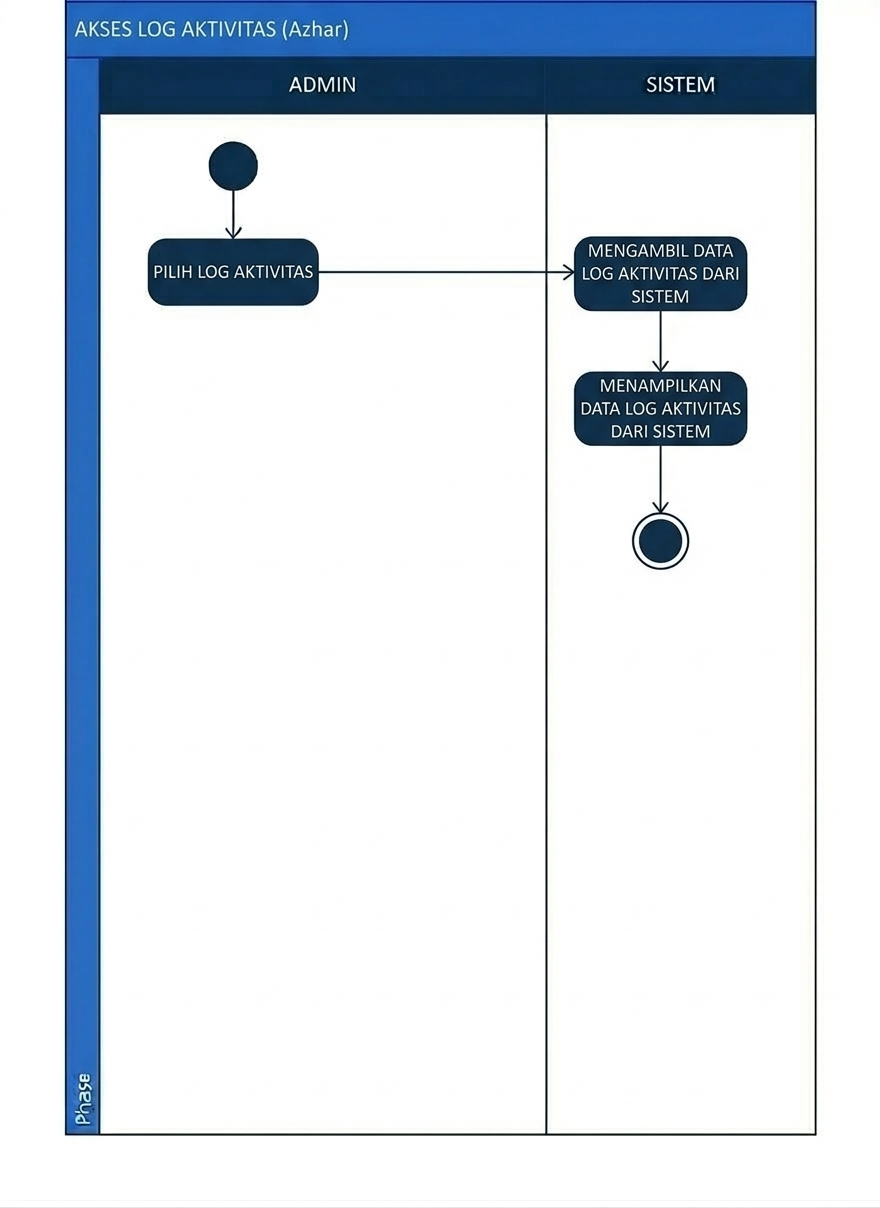 AKSES LOG AKTIVITAS (Azhar)
ADMIN
SISTEM
PILIH LOG AKTIVITAS
MENGAMBIL DATA
LOG AKTIVITAS DARI
SISTEM
MENAMPILKAN
DATA LOG AKTIVITAS
DARI SISTEM
Phase